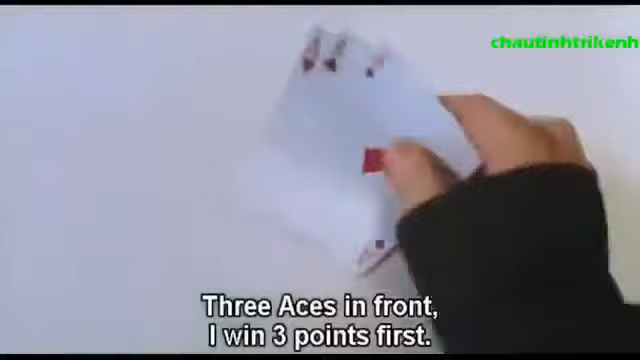 chautinhtrikenh
Three Aces in front,
I win 3 points first.